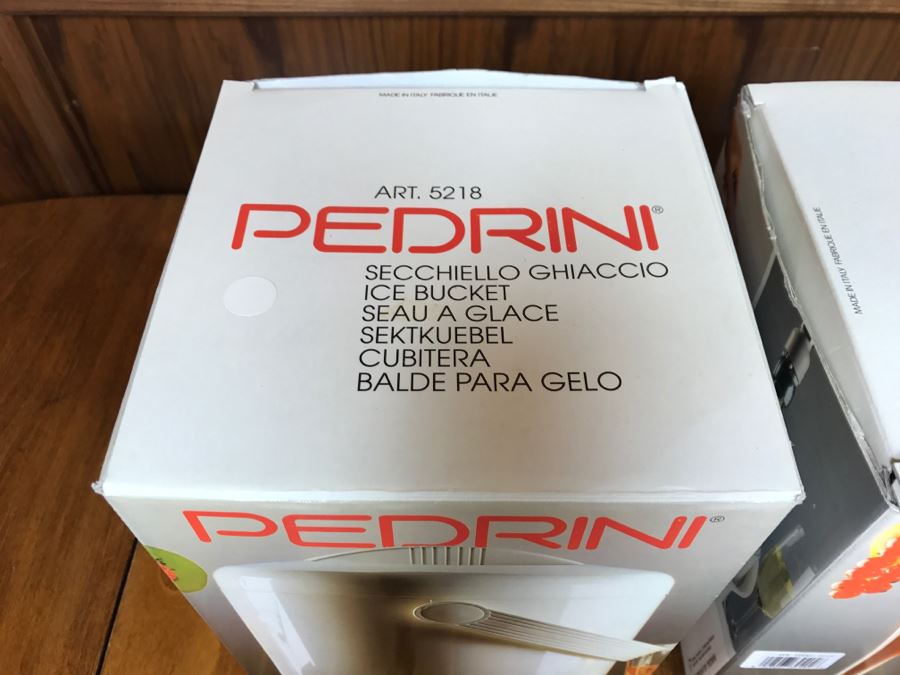 MADE IN ITALY FABRIQUE EN ITALIE
ART. 5218
PEDRINI®
SECCHIELLO GHIACCIO
ICE BUCKET
SEAU A GLACE
SEKTKUEBEL
CUBITERA
BALDE PARA GELO
PEDRINI®
MADE IN ITALY FABRIQUE EN ITALIE